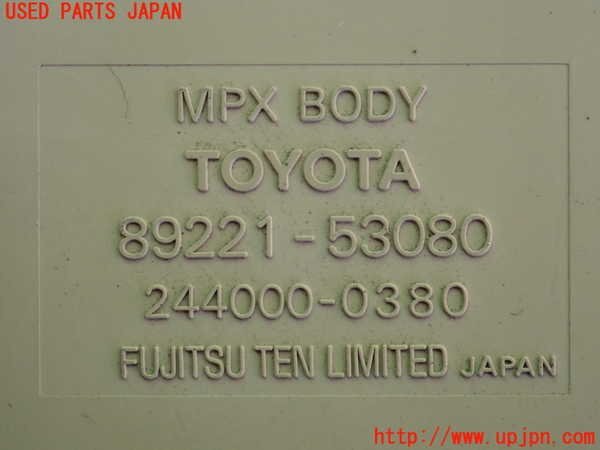 USED PARTS JAPAN
MPX BODY
TOYOTA
89221-53080
244000-0380
FUJITSU TEN LIMITED JAPAN
http://www.upjpn.com/